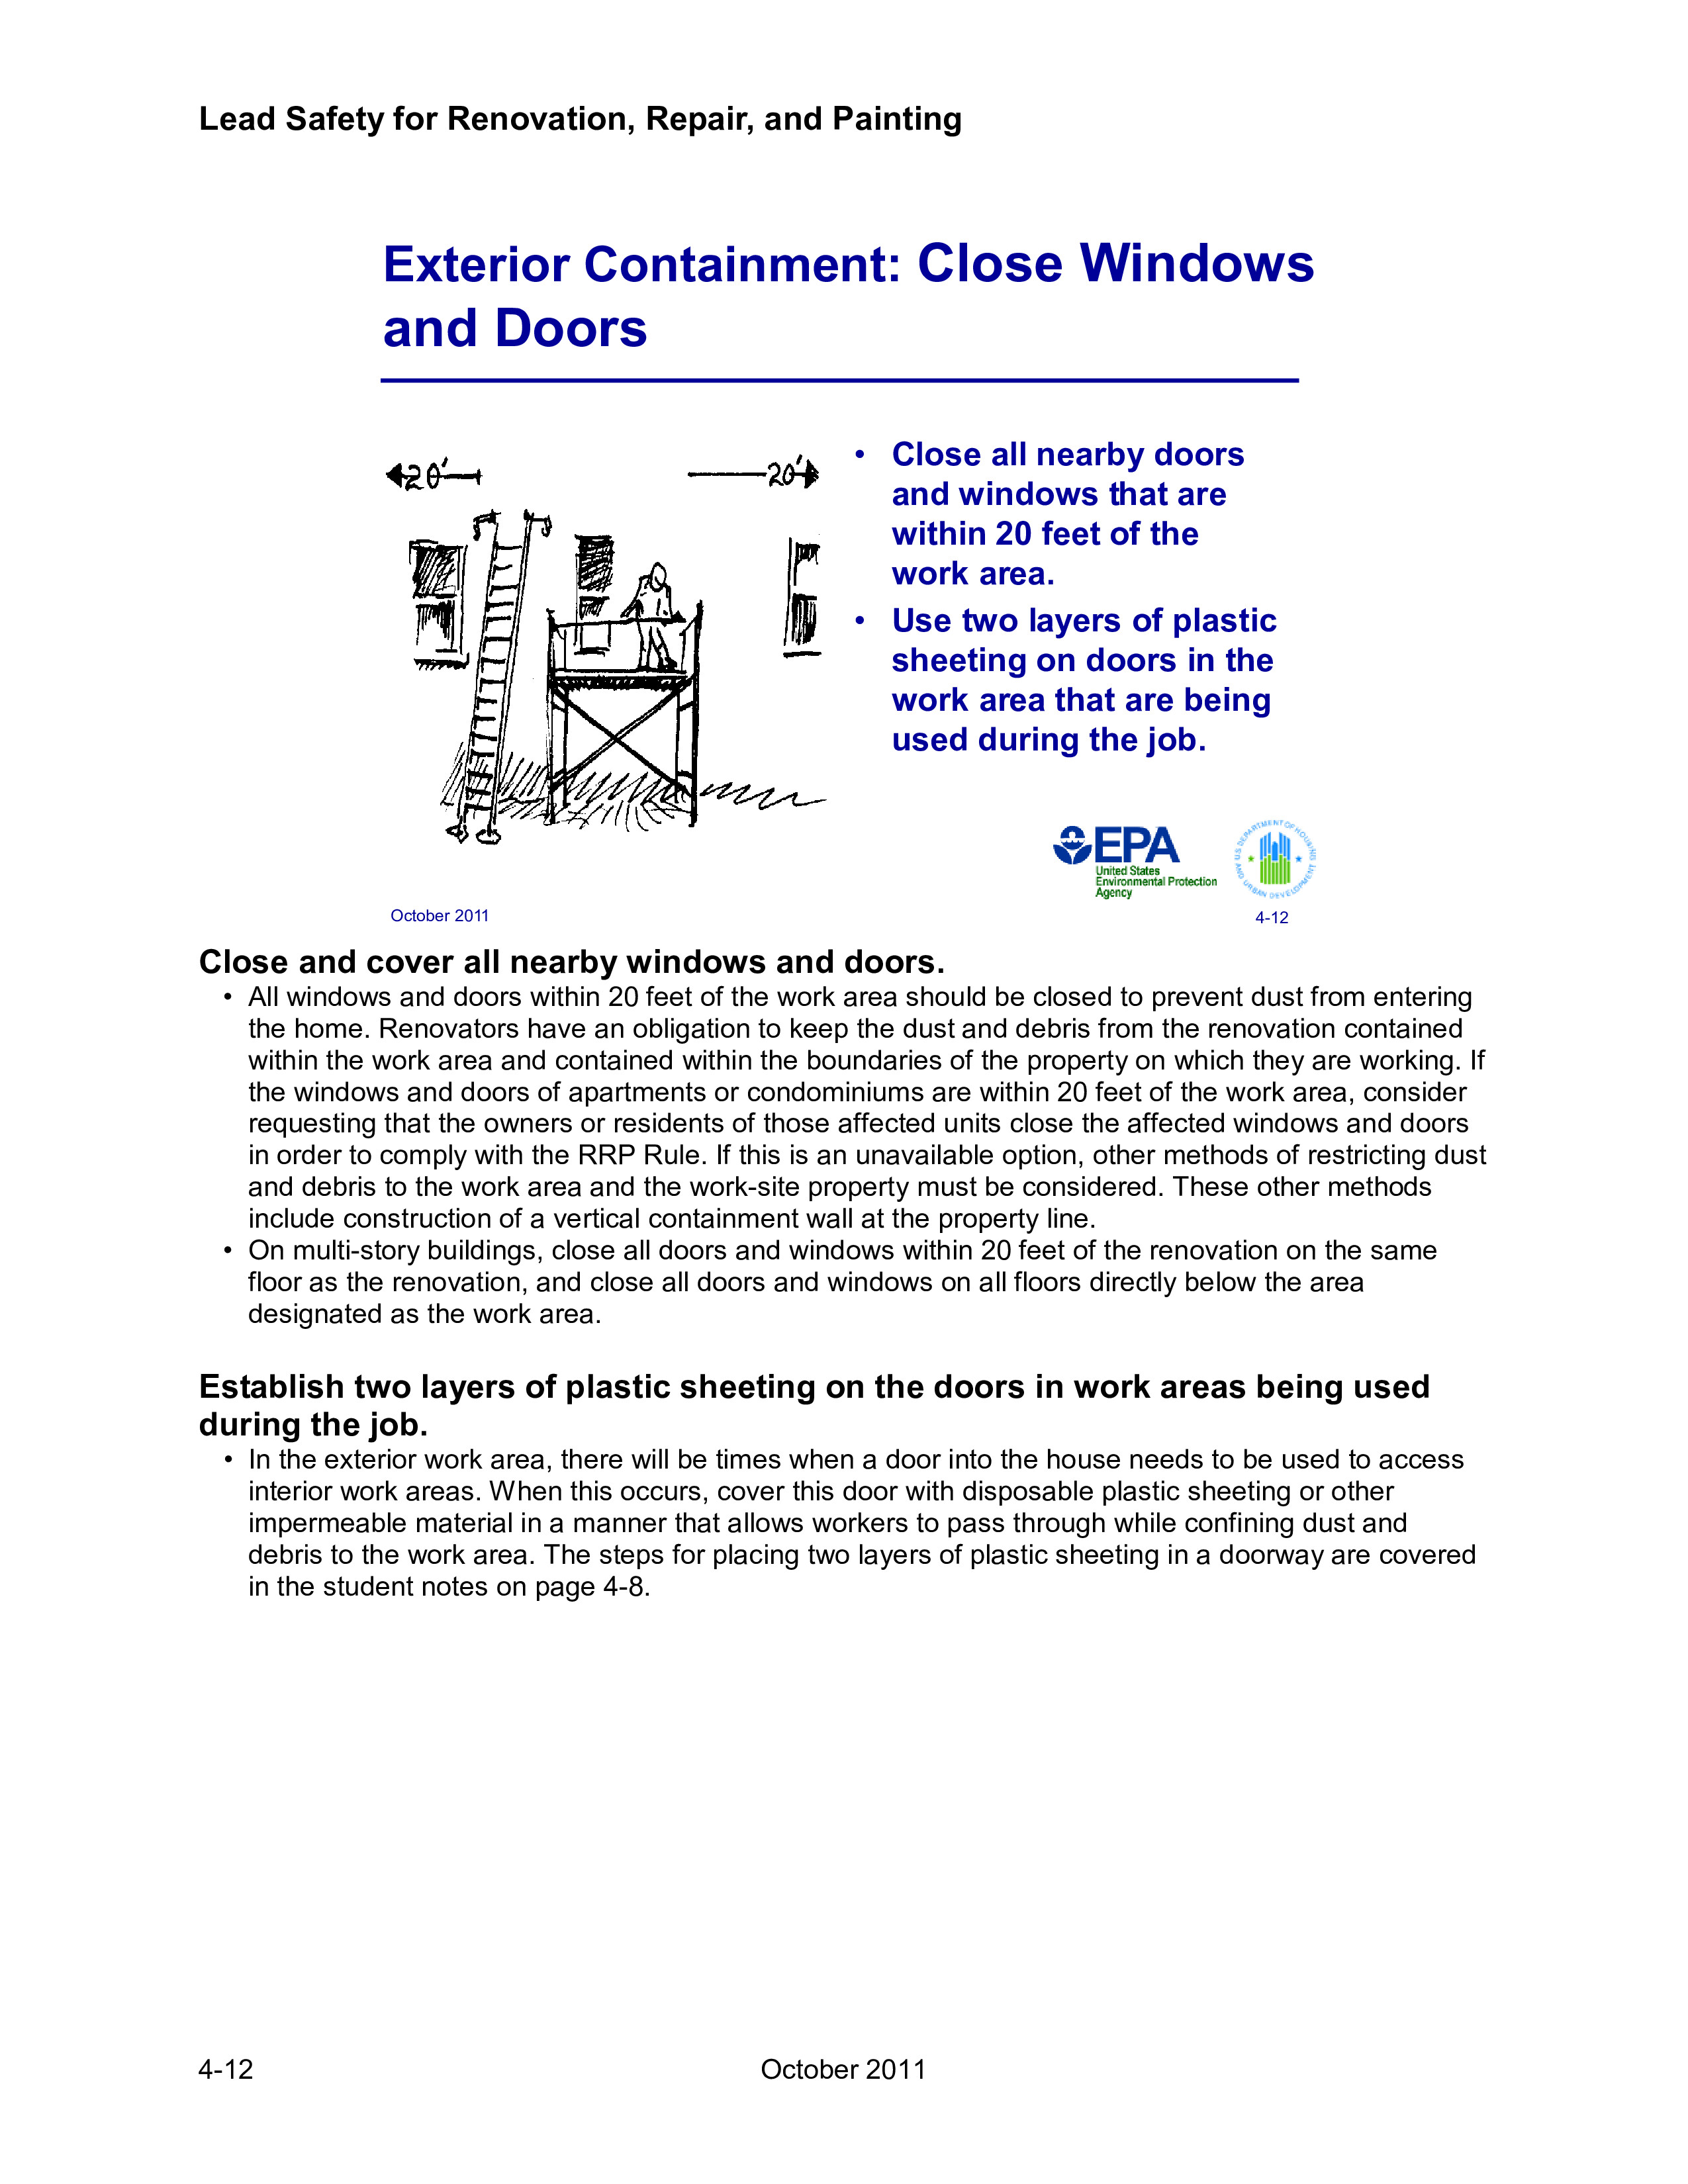 Lead Safety for Renovation, Repair, and Painting
Exterior Containment: Close Windows
and Doors
20'
20'
• Close all nearby doors
and windows that are
within 20 feet of the
work area.
• Use two layers of plastic
sheeting on doors in the
work area that are being
used during the job.
EPA
United States
Environmental Protection
Agency
U.S. DEPARTMENT OF HOUSING AND URBAN DEVELOPMENT
October 2011
4-12
Close and cover all nearby windows and doors.
• All windows and doors within 20 feet of the work area should be closed to prevent dust from entering
the home. Renovators have an obligation to keep the dust and debris from the renovation contained
within the work area and contained within the boundaries of the property on which they are working. If
the windows and doors of apartments or condominiums are within 20 feet of the work area, consider
requesting that the owners or residents of those affected units close the affected windows and doors
in order to comply with the RRP Rule. If this is an unavailable option, other methods of restricting dust
and debris to the work area and the work-site property must be considered. These other methods
include construction of a vertical containment wall at the property line.
• On multi-story buildings, close all doors and windows within 20 feet of the renovation on the same
floor as the renovation, and close all doors and windows on all floors directly below the area
designated as the work area.
Establish two layers of plastic sheeting on the doors in work areas being used
during the job.
• In the exterior work area, there will be times when a door into the house needs to be used to access
interior work areas. When this occurs, cover this door with disposable plastic sheeting or other
impermeable material in a manner that allows workers to pass through while confining dust and
debris to the work area. The steps for placing two layers of plastic sheeting in a doorway are covered
in the student notes on page 4-8.
4-12
October 2011